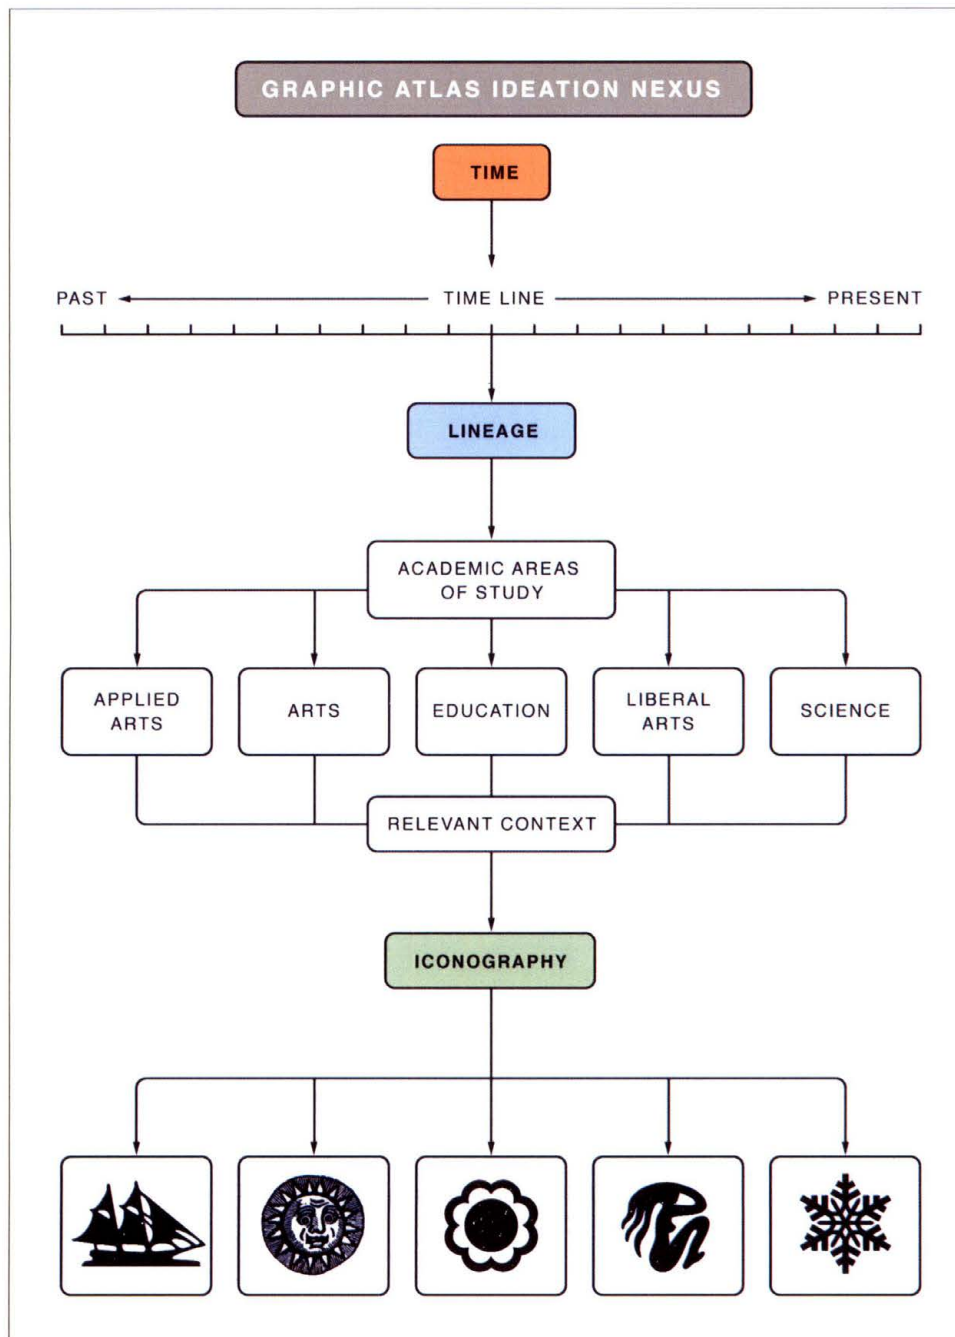 GRAPHIC ATLAS IDEATION NEXUS
TIME
PAST
TIME LINE
PRESENT
LINEAGE
ACADEMIC AREAS
OF STUDY
APPLIED
ARTS
ARTS
EDUCATION
LIBERAL
ARTS
SCIENCE
RELEVANT CONTEXT
ICONOGRAPHY